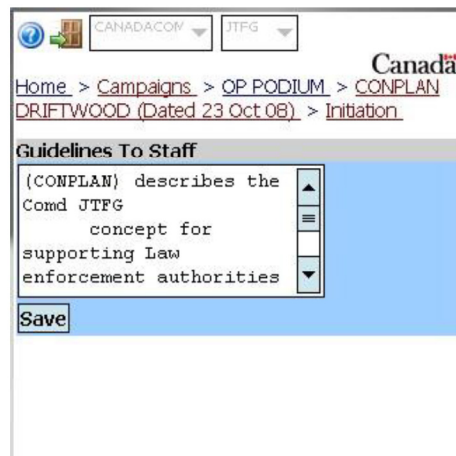 CANADACOM JTFG
Canada
Home > Campaigns > OP PODIUM > CONPLAN
DRIFTWOOD (Dated 23 Oct 08) > Initiation
Guidelines To Staff
(CONPLAN) describes the
Comd JTFG
concept for
supporting Law
enforcement authorities
Save